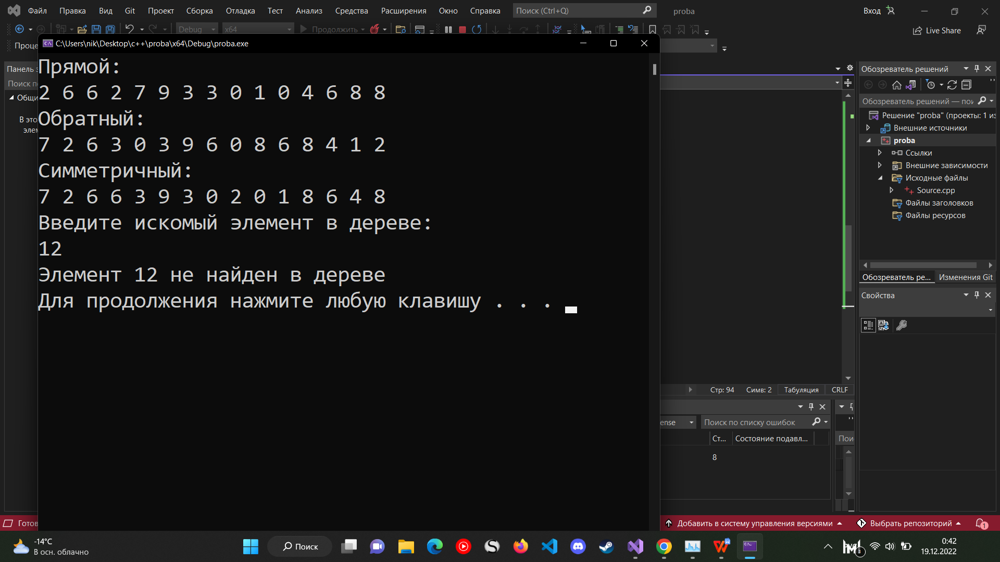 Файл Правка Вид Git Проект Сборка Отладка Тест Анализ Средства Расширения Окно Справка Поиск (Ctrl+Q) proba Вход
Debug x64 Продолжить Live Share
Проце
C:\Users\nik\Desktop\c++\proba\x64\Debug\proba.exe
Прямой:
2 6 6 2 7 9 3 3 0 1 0 4 6 8 8
Обратный:
7 2 6 3 0 3 9 6 0 8 6 8 4 1 2
Симметричный:
7 2 6 6 3 9 3 0 2 0 1 8 6 4 8
Введите искомый элемент в дереве:
12
Элемент 12 не найден в дереве
Для продолжения нажмите любую клавишу . . .
Панель э
Поиск по
Общи
В это
элем
Обозреватель решений
Обозреватель решений — пои
Решение "proba" (проекты: 1 из
Внешние источники
proba
Ссылки
Внешние зависимости
Исходные файлы
Source.cpp
Файлы заголовков
Файлы ресурсов
Обозреватель ре... Изменения Git
Свойства
Стр: 94 Симв: 2 Табуляция CRLF
ense Поиск по списку ошибок
Ст... Состояние подавл... Пои
8
Готов Добавить в систему управления версиями Выбрать репозиторий 1
-14°C
В осн. облачно
Поиск
0:42
19.12.2022